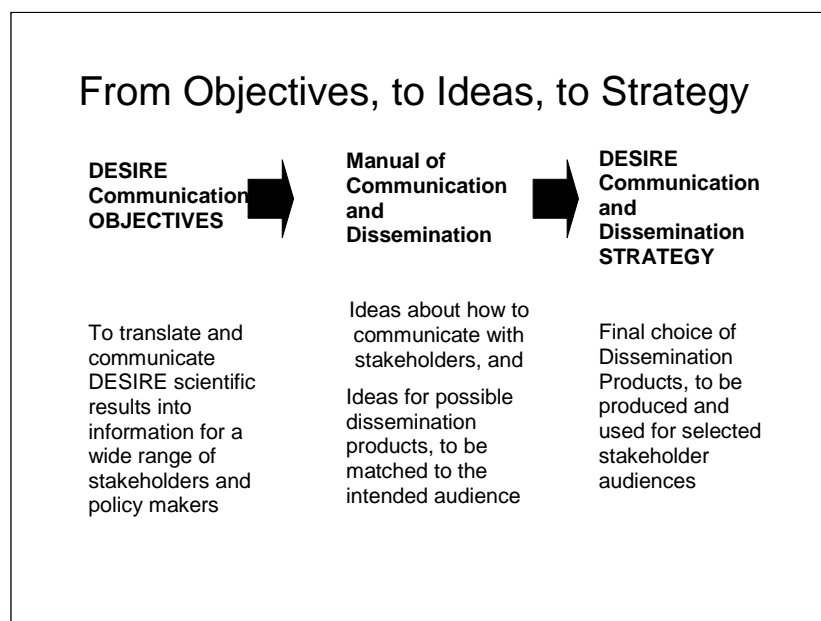 From Objectives, to Ideas, to Strategy
DESIRE
Communication
OBJECTIVES
Manual of
Communication
and
Dissemination
DESIRE
Communication
and
Dissemination
STRATEGY
To translate and
communicate
DESIRE scientific
results into
information for a
wide range of
stakeholders and
policy makers
Ideas about how to
communicate with
stakeholders, and
Ideas for possible
dissemination
products, to be
matched to the
intended audience
Final choice of
Dissemination
Products, to be
produced and
used for selected
stakeholder
audiences